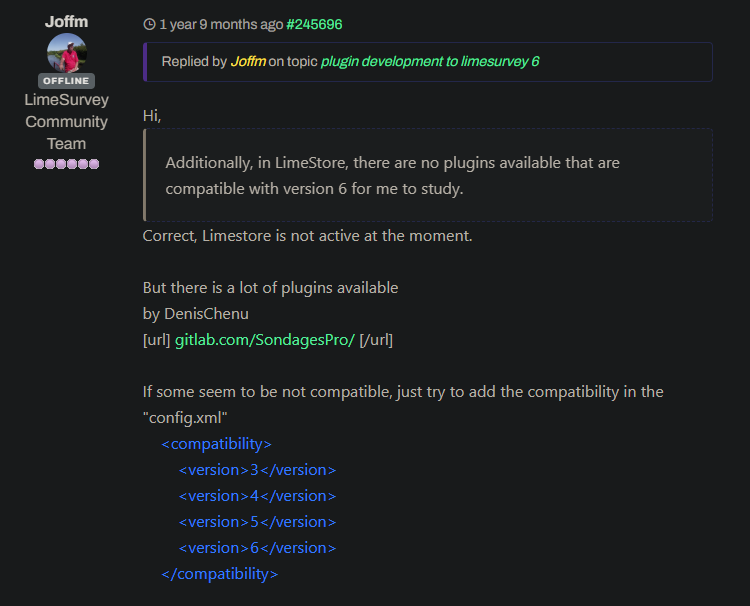 Joffm
OFFLINE
LimeSurvey
Community
Team
1 year 9 months ago #245696
Replied by Joffm on topic plugin development to limesurvey 6
Hi,
Additionally, in LimeStore, there are no plugins available that are
compatible with version 6 for me to study.
Correct, Limestore is not active at the moment.
But there is a lot of plugins available
by DenisChenu
[url] gitlab.com/SondagesPro/ [/url]
If some seem to be not compatible, just try to add the compatibility in the
"config.xml"
<compatibility>
<version>3</version>
<version>4</version>
<version>5</version>
<version>6</version>
</compatibility>